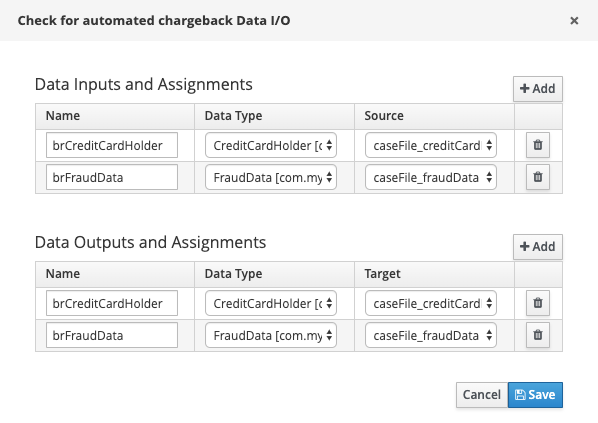 Check for automated chargeback Data I/O ×
Data Inputs and Assignments
+ Add
Name Data Type Source
brCreditCardHolder CreditCardHolder [c caseFile_creditCard
brFraudData FraudData [com.my caseFile_fraudData
Data Outputs and Assignments
+ Add
Name Data Type Target
brCreditCardHolder CreditCardHolder [c caseFile_creditCard
brFraudData FraudData [com.my caseFile_fraudData
Cancel Save